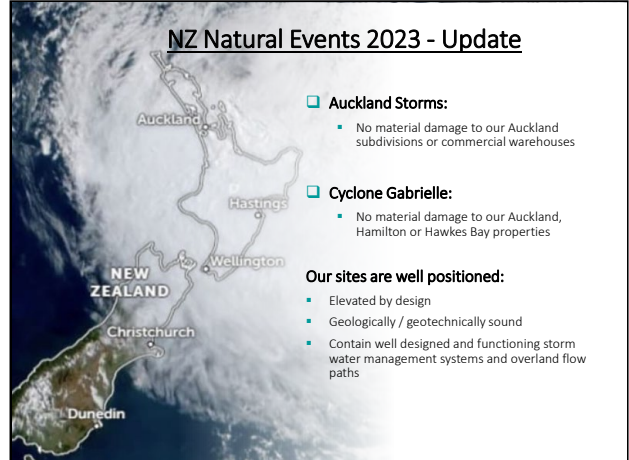 NZ Natural Events 2023 - Update
Auckland Storms:
No material damage to our Auckland
subdivisions or commercial warehouses
Cyclone Gabrielle:
No material damage to our Auckland,
Hamilton or Hawkes Bay properties
Our sites are well positioned:
Elevated by design
Geologically / geotechnically sound
Contain well designed and functioning storm
water management systems and overland flow
paths
Auckland
Hastings
Wellington
NEW
ZEALAND
Christchurch
Dunedin